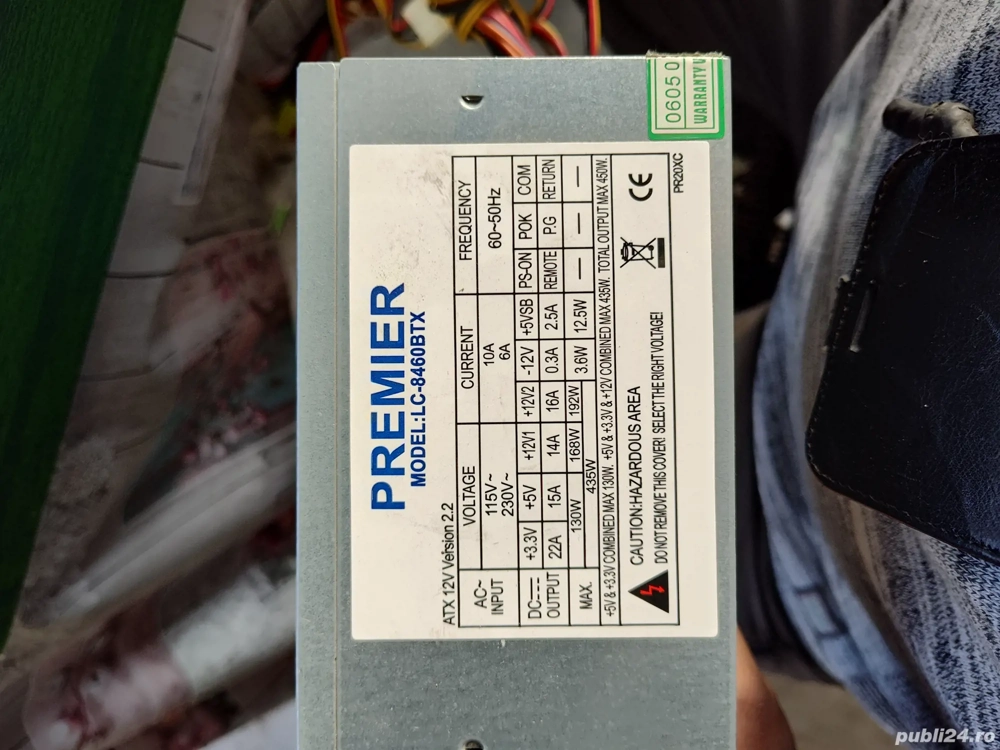 PREMIER
MODEL:LC-8460BTX
ATX 12V Version 2.2
AC~ INPUT VOLTAGE CURRENT FREQUENCY
115V~ 10A 60~50Hz
230V~ 6A
DC OUTPUT +3.3V +5V +12V1 +12V2 -12V +5VSB PS-ON POK COM
22A 15A 14A 16A 0.3A 2.5A REMOTE P.G RETURN
MAX. 130W 168W 192W 3.6W 12.5W — — —
435W
+5V & +3.3V COMBINED MAX 130W. +5V & +3.3V & +12V COMBINED MAX 435W. TOTAL OUTPUT MAX 450W.
CAUTION:HAZARDOUS AREA
DO NOT REMOVE THIS COVER! SELECT THE RIGHT VOLTAGE!
CE
PR20XC
06050
WARRANTY
publi24.ro